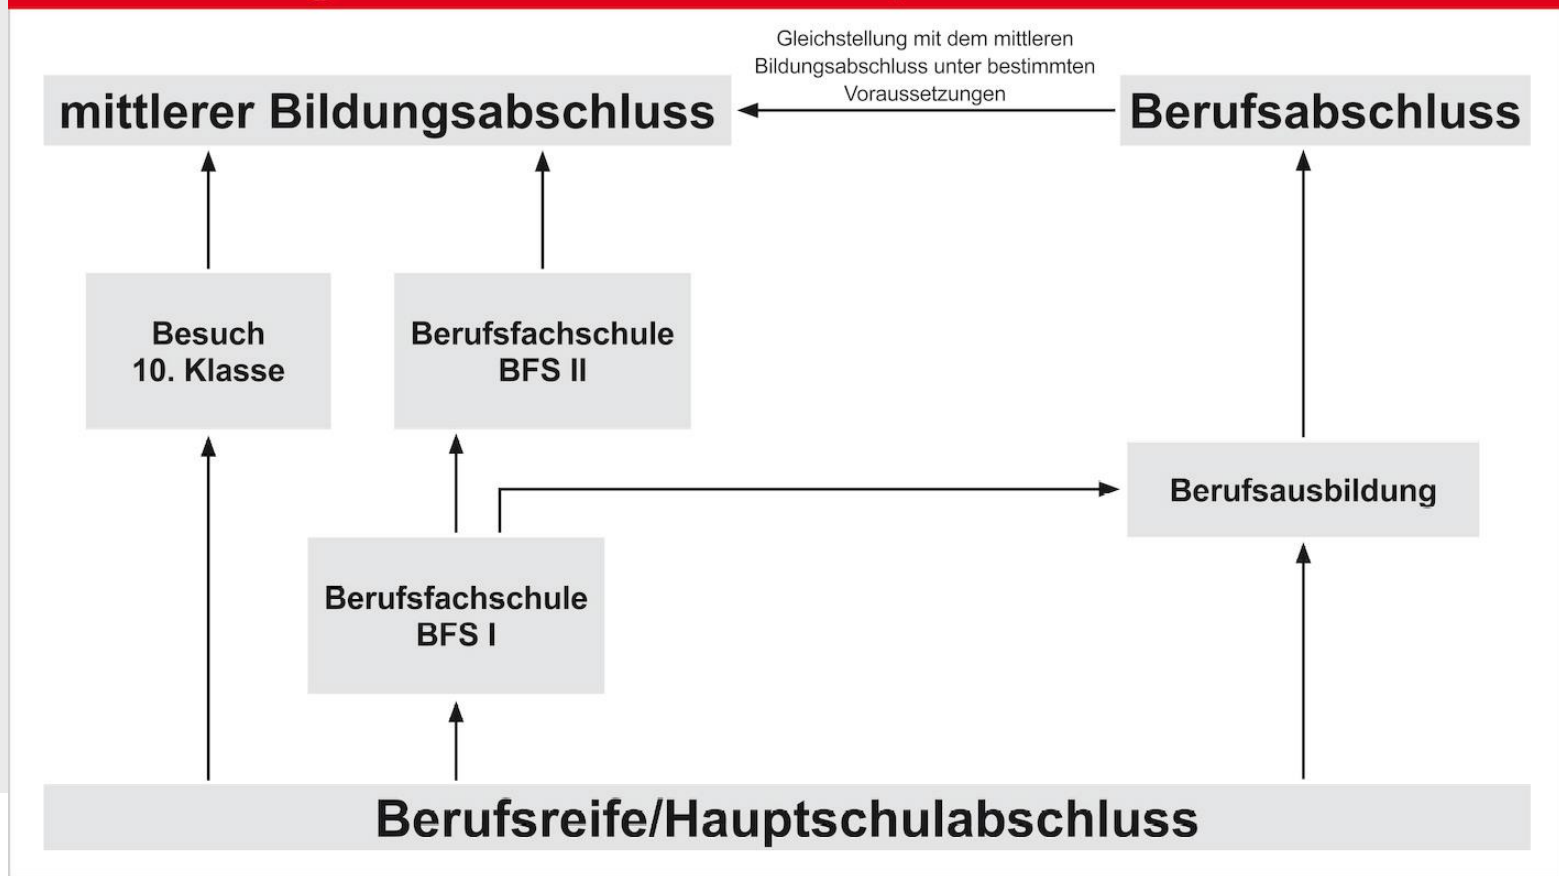 Gleichstellung mit dem mittleren
Bildungsabschluss unter bestimmten
Voraussetzungen
mittlerer Bildungsabschluss
Berufsabschluss
Besuch
10. Klasse
Berufsfachschule
BFS II
Berufsausbildung
Berufsfachschule
BFS I
Berufsreife/Hauptschulabschluss